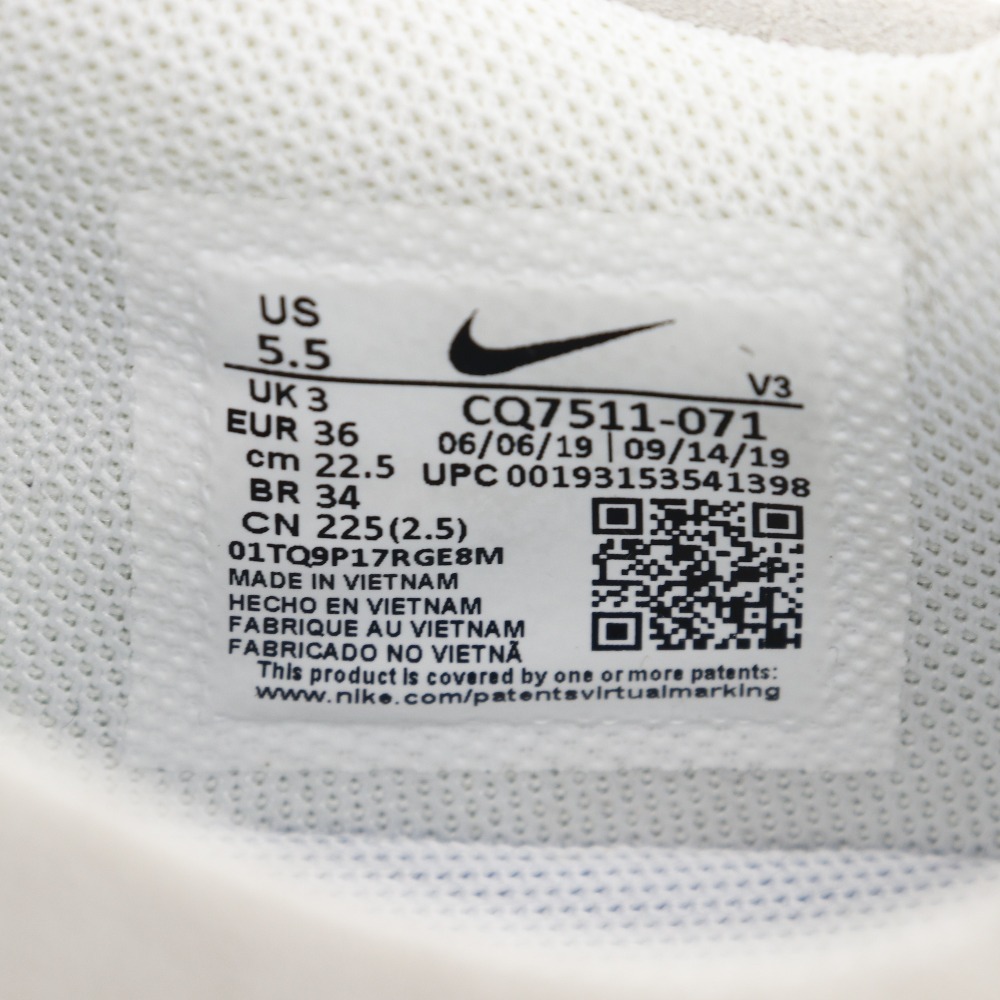 US
5.5
V3
UK 3
EUR 36
cm 22.5
BR 34
CN 225(2.5)
CQ7511-071
06/06/19 | 09/14/19
UPC 00193153541398
01TQ9P17RGE8M
MADE IN VIETNAM
HECHO EN VIETNAM
FABRIQUE AU VIETNAM
FABRICADO NO VIETNÃ
This product is covered by one or more patents:
www.nike.com/patentsvirtualmarking